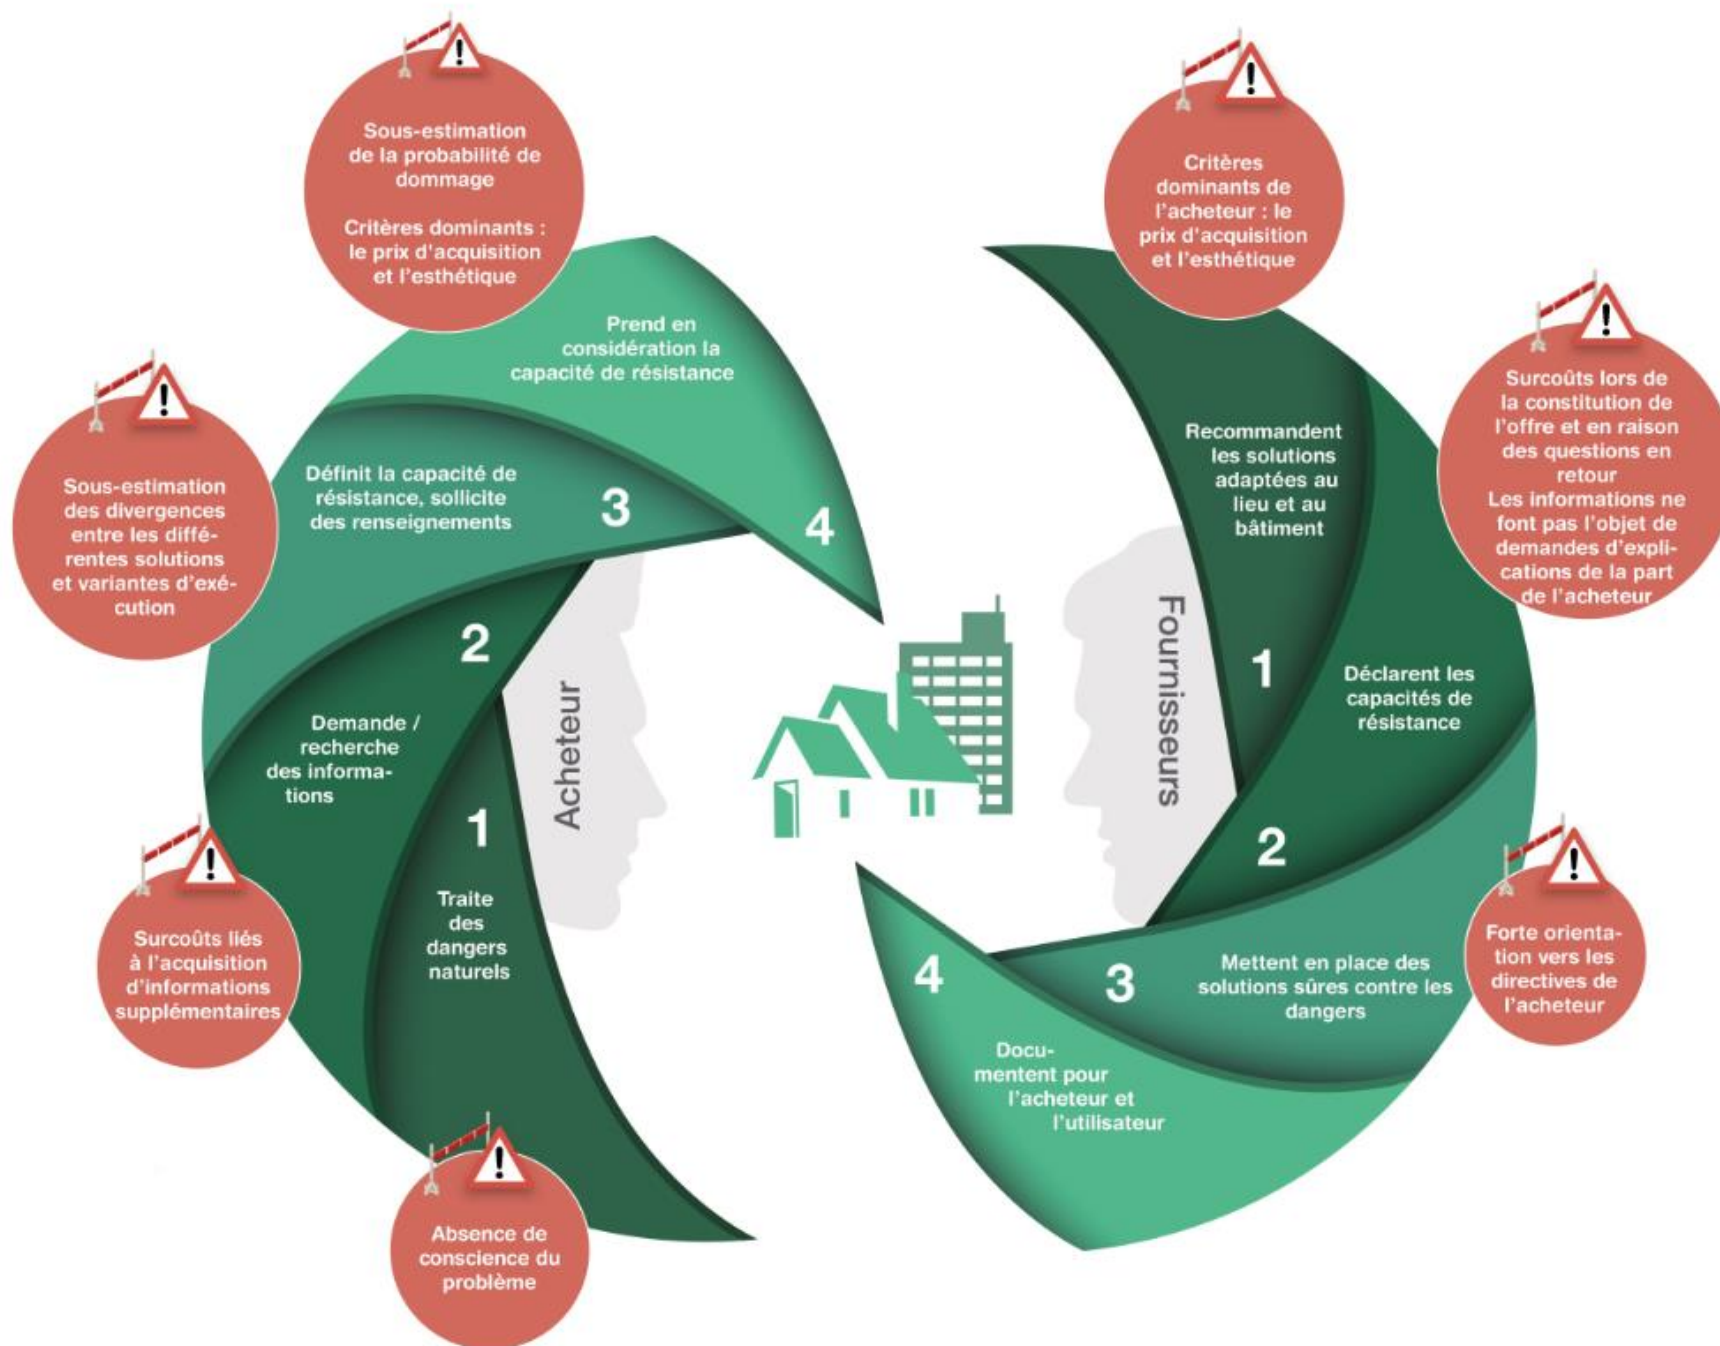 Sous-estimation
de la probabilité de
dommage
Critères dominants :
le prix d'acquisition
et l'esthétique
Prend en
considération la
capacité de résistance
4
Sous-estimation
des divergences
entre les diffé-
rentes solutions
et variantes d'exé-
cution
Définit la capacité de
résistance, sollicite
des renseignements
3
2
Demande /
recherche
des informa-
tions
Surcoûts liés
à l'acquisition
d'informations
supplémentaires
1
Traite
des
dangers
naturels
Absence de
conscience du
problème
Acheteur
Fournisseurs
Critères
dominants de
l'acheteur : le
prix d'acquisition
et l'esthétique
Recommandent
les solutions
adaptées au
lieu et au
bâtiment
1
Surcoûts lors de
la constitution de
l'offre et en raison
des questions en
retour
Les informations ne
font pas l'objet de
demandes d'expli-
cations de la part
de l'acheteur
Déclarent les
capacités de
résistance
2
Forte orienta-
tion vers les
directives de
l'acheteur
3
Mettent en place des
solutions sûres contre les
dangers
4
Docu-
mentent pour
l'acheteur et
l'utilisateur